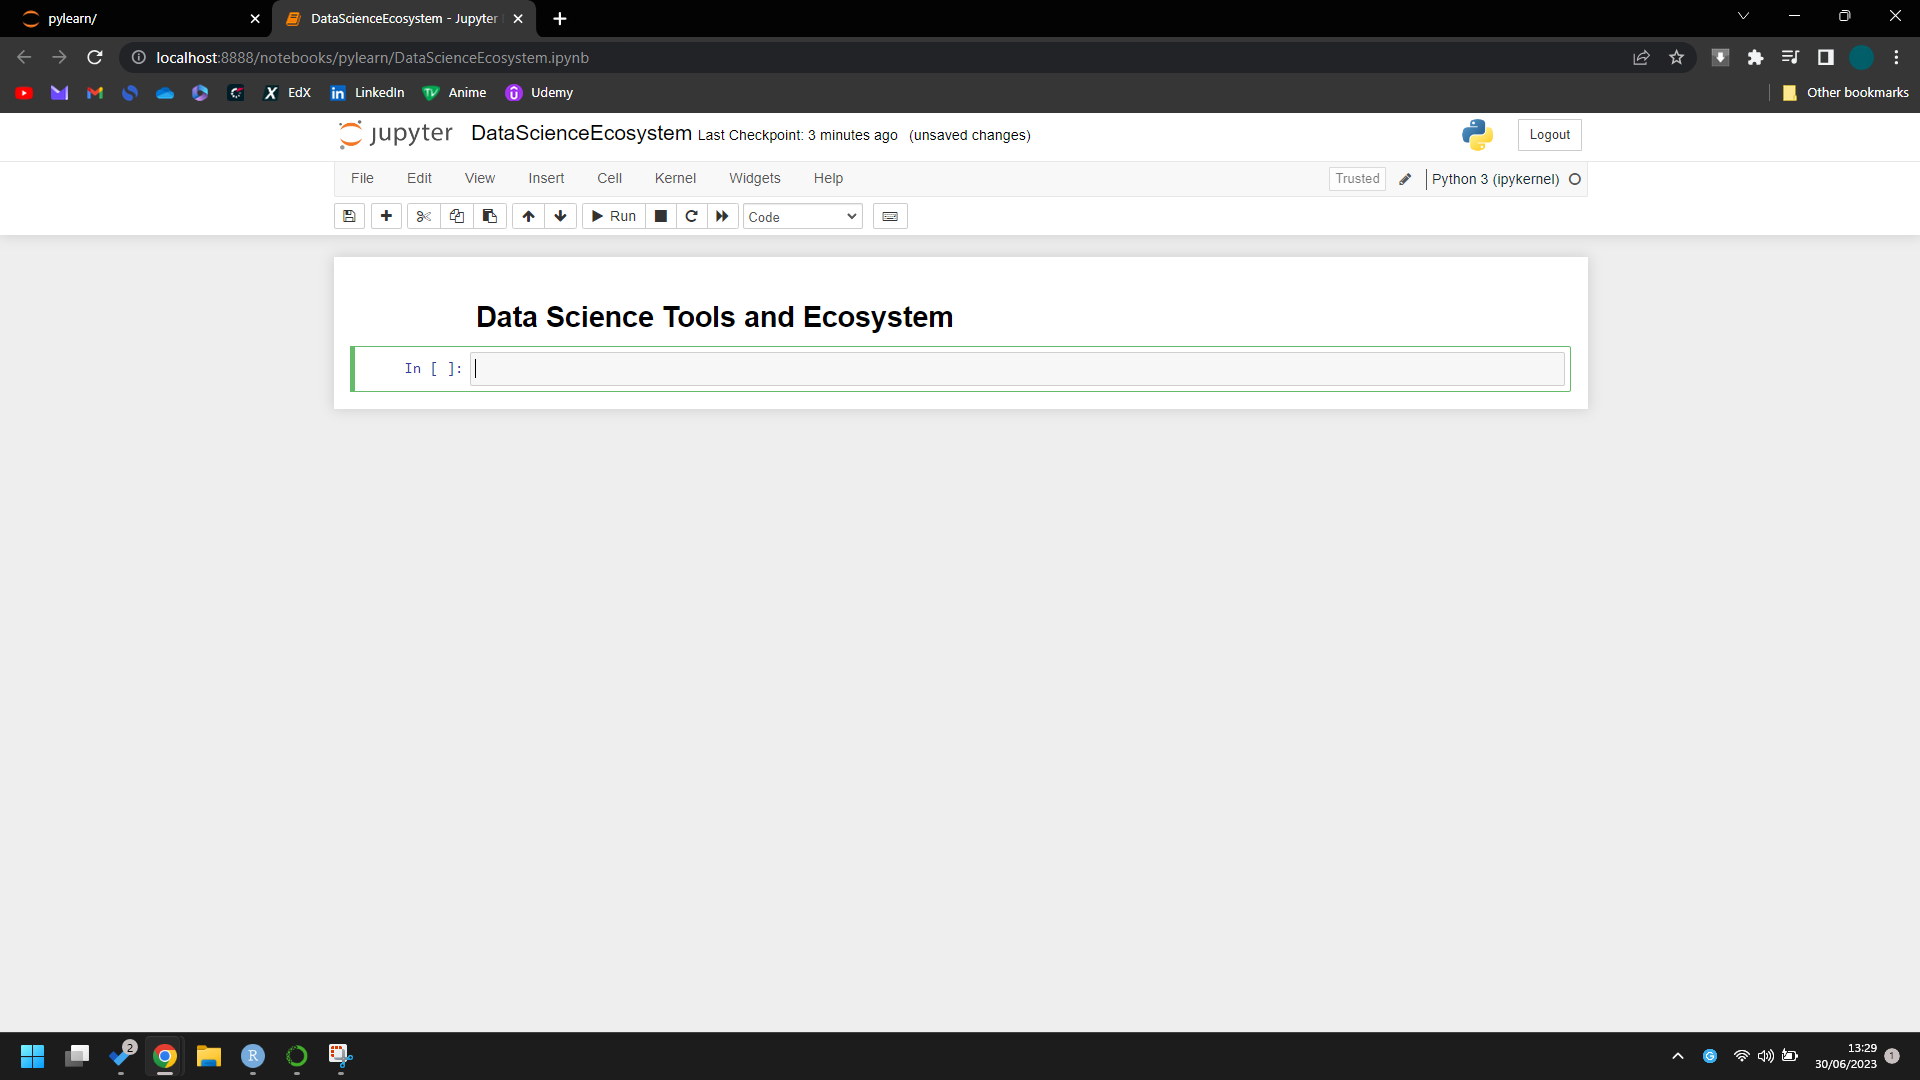 pylearn/
DataScienceEcosystem - Jupyter
localhost:8888/notebooks/pylearn/DataScienceEcosystem.ipynb
EdX LinkedIn Anime Udemy Other bookmarks
jupyter DataScienceEcosystem Last Checkpoint: 3 minutes ago (unsaved changes) Logout
File Edit View Insert Cell Kernel Widgets Help Trusted Python 3 (ipykernel)
Run Code
Data Science Tools and Ecosystem
In [ ]:
2
R
13:29
30/06/2023
1